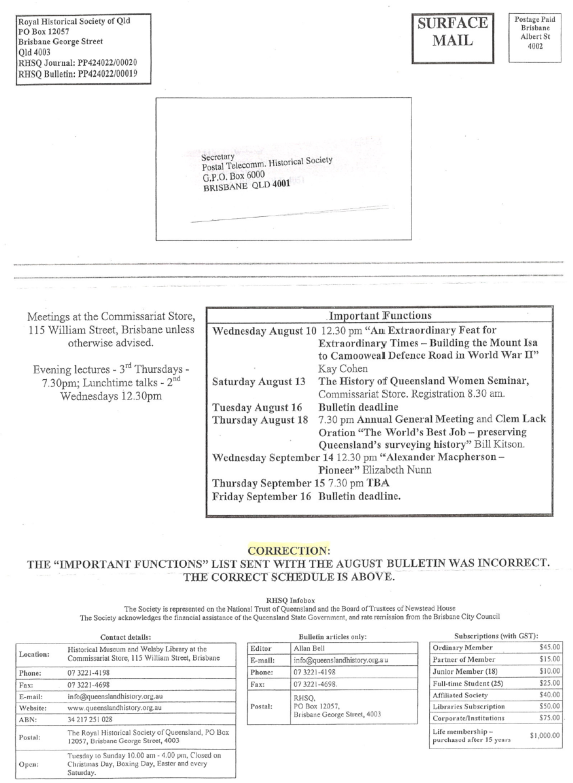 Royal Historical Society of Qld
PO Box 12057
Brisbane George Street
Qld 4003
RHSQ Journal: PP424022/00020
RHSQ Bulletin: PP424022/00019
SURFACE
MAIL
Postage Paid
Brisbane
Albert St
4002
Secretary
Postal Telecomm. Historical Society
G.P.O. Box 6000
BRISBANE QLD 4001
Meetings at the Commissariat Store,
115 William Street, Brisbane unless
otherwise advised.
Evening lectures - 3rd Thursdays -
7.30pm; Lunchtime talks - 2nd
Wednesdays 12.30pm
Important Functions
Wednesday August 10 12.30 pm “An Extraordinary Feat for
Extraordinary Times – Building the Mount Isa
to Camooweal Defence Road in World War II”
Kay Cohen
Saturday August 13 The History of Queensland Women Seminar,
Commissariat Store. Registration 8.30 am.
Tuesday August 16 Bulletin deadline
Thursday August 18 7.30 pm Annual General Meeting and Clem Lack
Oration “The World’s Best Job – preserving
Queensland’s surveying history” Bill Kitson.
Wednesday September 14 12.30 pm “Alexander Macpherson –
Pioneer” Elizabeth Nunn
Thursday September 15 7.30 pm TBA
Friday September 16 Bulletin deadline.
CORRECTION:
THE “IMPORTANT FUNCTIONS” LIST SENT WITH THE AUGUST BULLETIN WAS INCORRECT.
THE CORRECT SCHEDULE IS ABOVE.
RHSQ Infobox
The Society is represented on the National Trust of Queensland and the Board of Trustees of Newstead House
The Society acknowledges the financial assistance of the Queensland State Government, and rate remission from the Brisbane City Council
Contact details:
Location: Historical Museum and Welsby Library at the
Commissariat Store, 115 William Street, Brisbane
Phone: 07 3221-4198
Fax: 07 3221-4698
E-mail: info@queenslandhistory.org.au
Website: www.queenslandhistory.org.au
ABN: 34 217 251 028
Postal: The Royal Historical Society of Queensland, PO Box
12057, Brisbane George Street, 4003
Open: Tuesday to Sunday 10.00 am - 4.00 pm, Closed on
Christmas Day, Boxing Day, Easter and every
Saturday.
Bulletin articles only:
Editor Allan Bell
E-mail: info@queenslandhistory.org.au
Phone: 07 3221-4198
Fax: 07 3221-4698.
Postal: RHSQ,
PO Box 12057,
Brisbane George Street, 4003
Subscriptions (with GST):
Ordinary Member $45.00
Partner of Member $15.00
Junior Member (18) $10.00
Full-time Student (25) $25.00
Affiliated Society $40.00
Libraries Subscription $50.00
Corporate/Institutions $75.00
Life membership –
purchased after 15 years $1,000.00